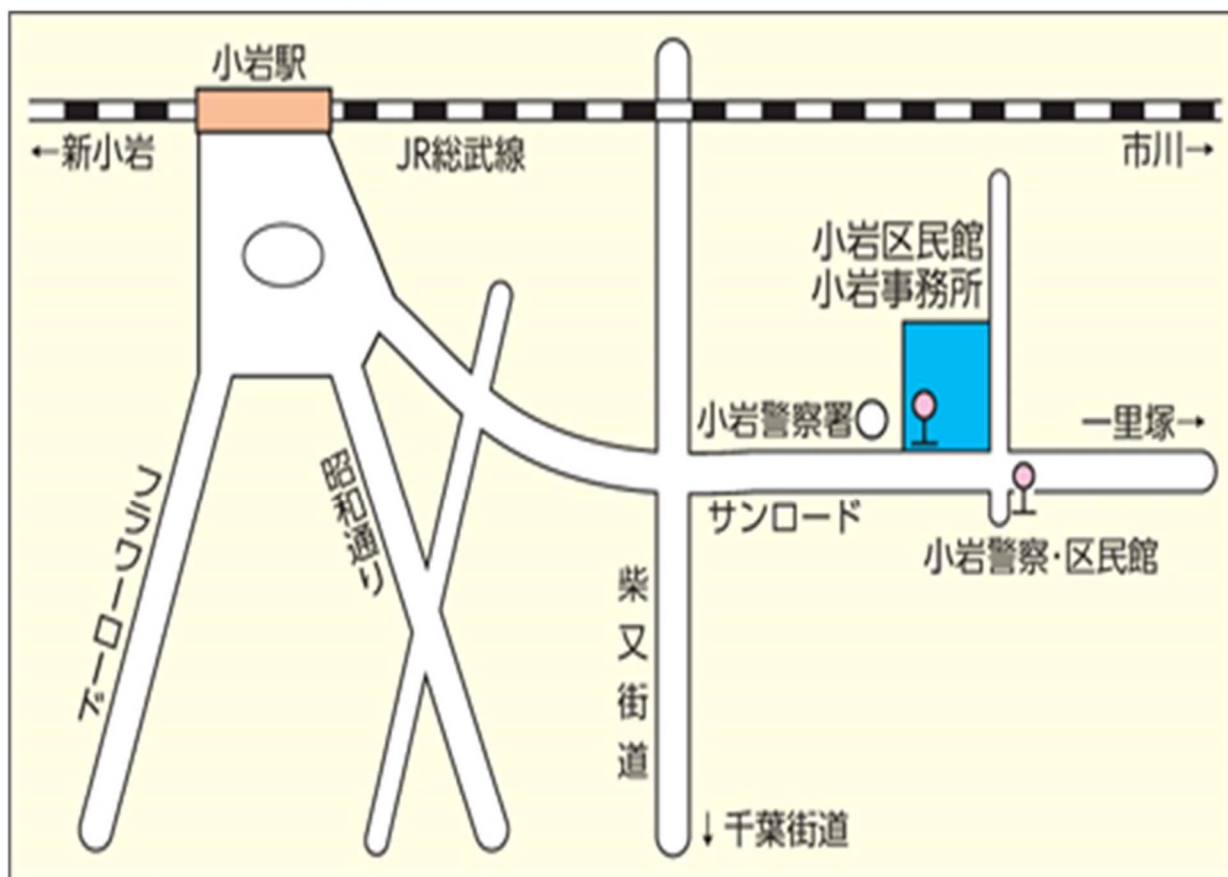 小岩駅
←新小岩
JR総武線
市川→
小岩区民館
小岩事務所
小岩警察署
一里塚→
サンロード
小岩警察・区民館
フラワーロード
昭和通り
柴又街道
↓千葉街道